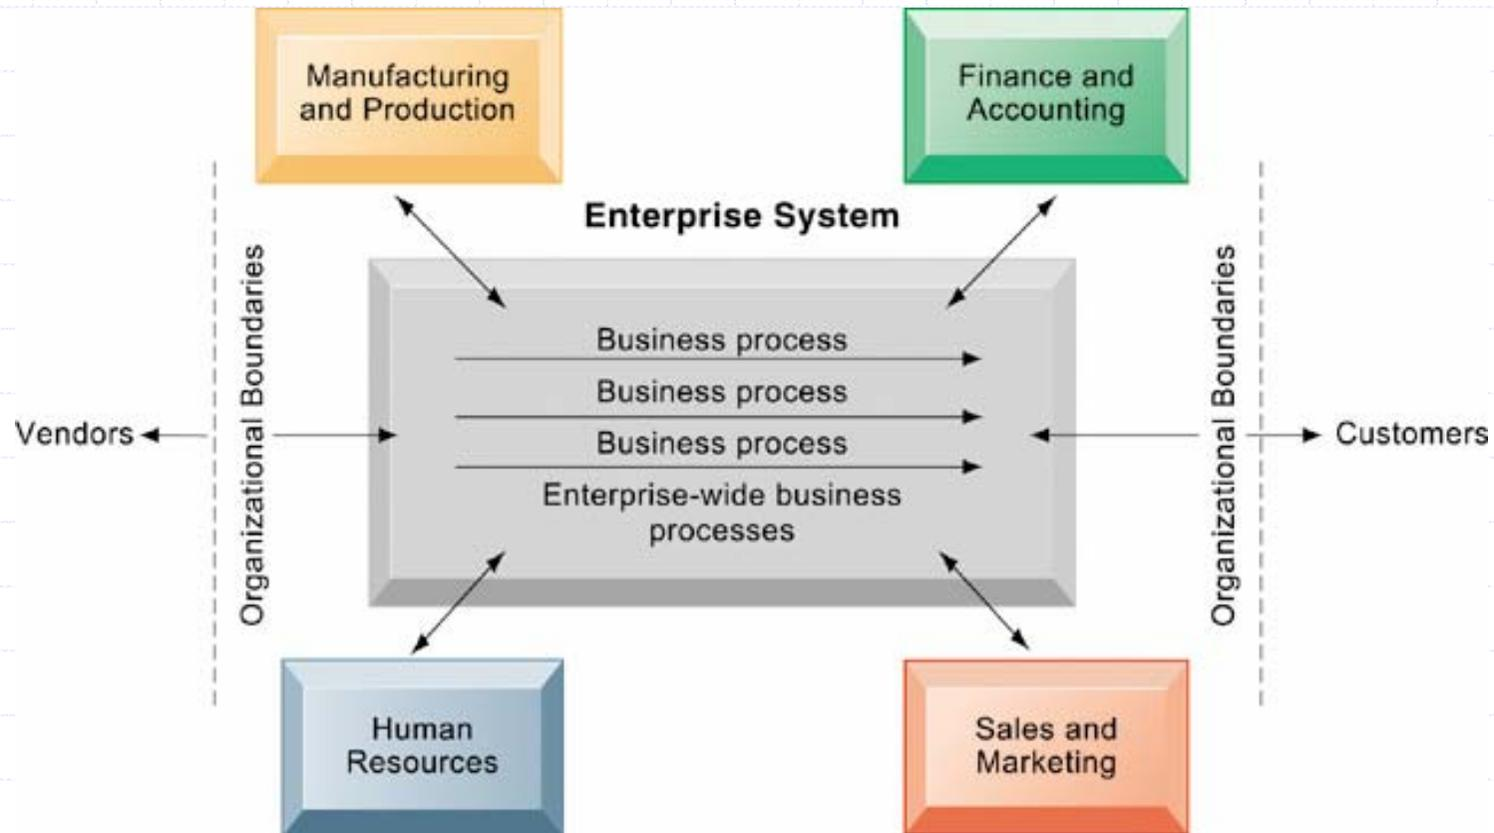 Manufacturing
and Production
Finance and
Accounting
Enterprise System
Organizational Boundaries
Organizational Boundaries
Business process
Business process
Business process
Enterprise-wide business
processes
Vendors
Customers
Human
Resources
Sales and
Marketing